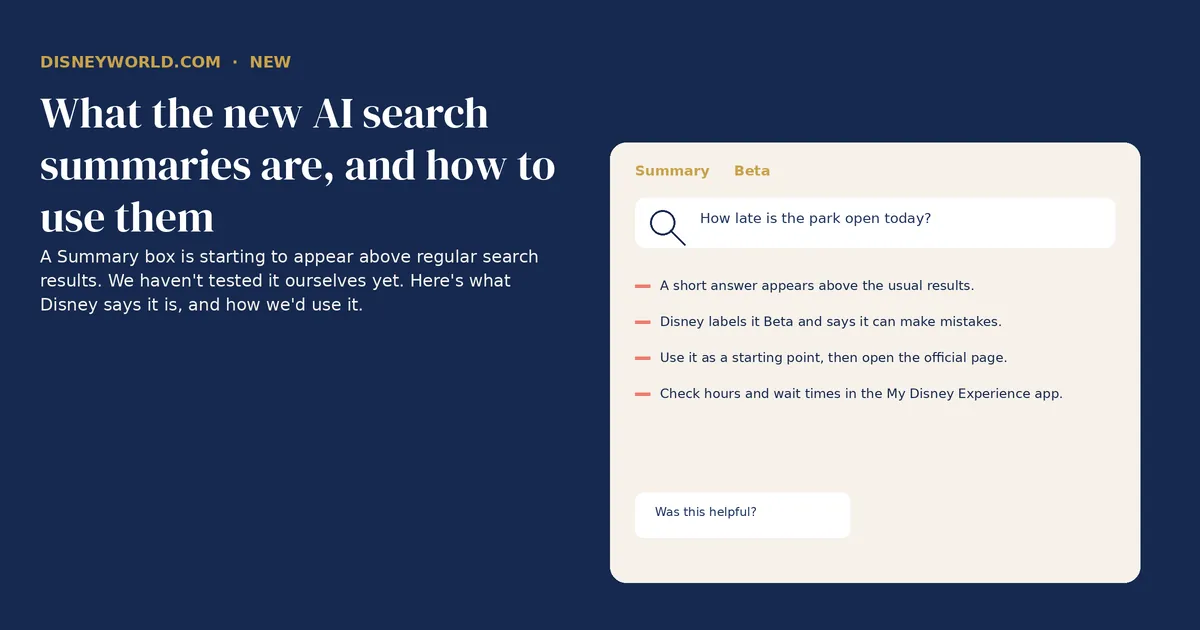 DISNEYWORLD.COM · NEW
What the new AI search
summaries are, and how to
use them
A Summary box is starting to appear above regular search
results. We haven't tested it ourselves yet. Here's what
Disney says it is, and how we'd use it.
Summary Beta
How late is the park open today?
A short answer appears above the usual results.
Disney labels it Beta and says it can make mistakes.
Use it as a starting point, then open the official page.
Check hours and wait times in the My Disney Experience app.
Was this helpful?